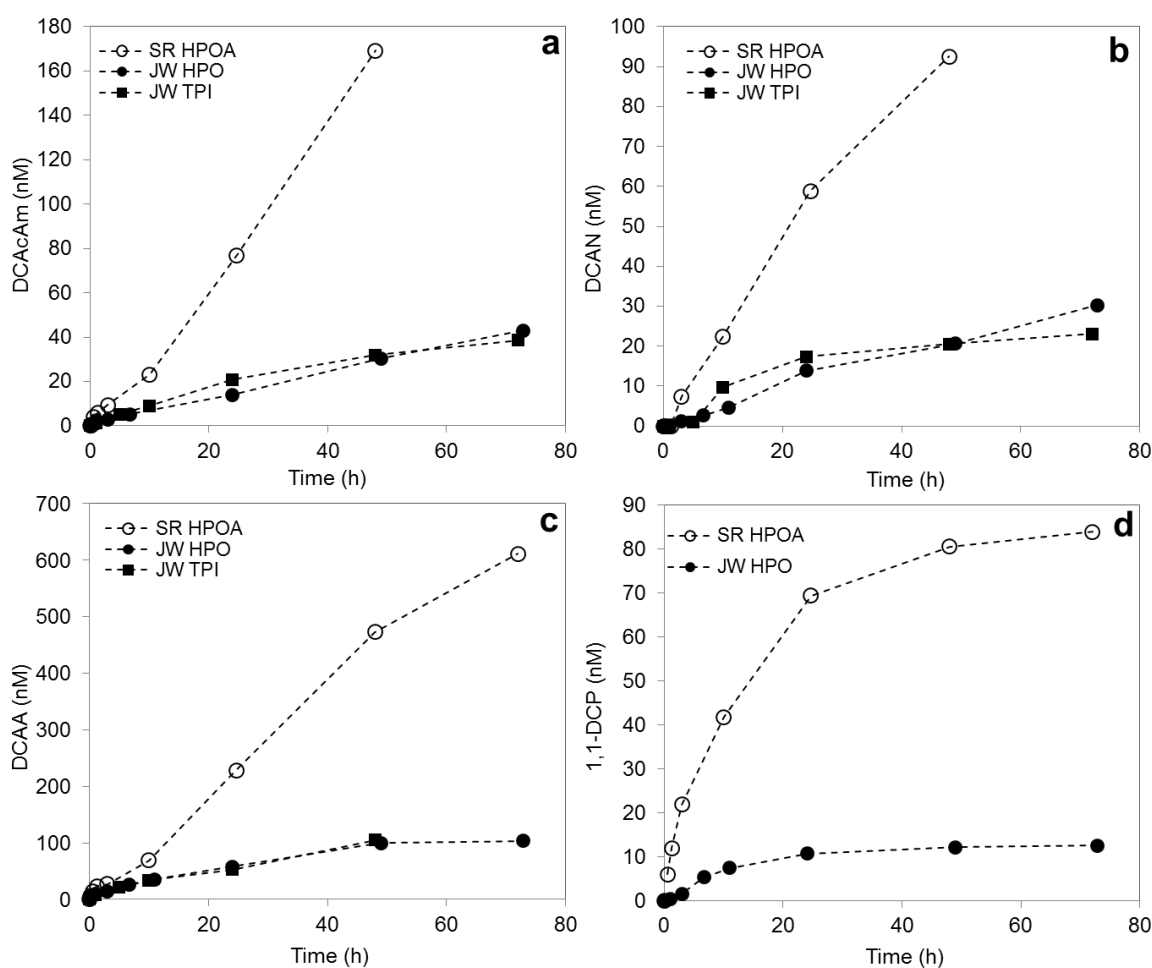 a
SR HPOA
JW HPO
JW TPI
180
160
140
120
100
80
60
40
20
0
DCAcAm (nM)
0 20 40 60 80
Time (h)
b
SR HPOA
JW HPO
JW TPI
100
90
80
70
60
50
40
30
20
10
0
DCAN (nM)
0 20 40 60 80
Time (h)
c
SR HPOA
JW HPO
JW TPI
700
600
500
400
300
200
100
0
DCAA (nM)
0 20 40 60 80
Time (h)
d
SR HPOA
JW HPO
90
80
70
60
50
40
30
20
10
0
1,1-DCP (nM)
0 20 40 60 80
Time (h)